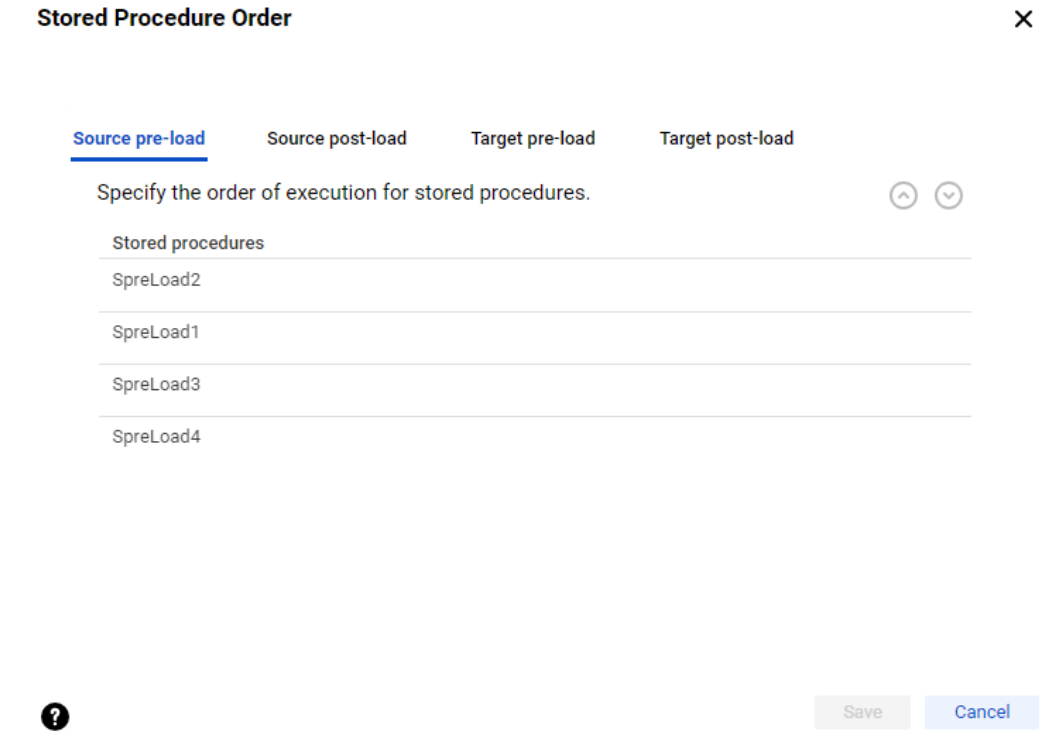 Stored Procedure Order
Source pre-load Source post-load Target pre-load Target post-load
Specify the order of execution for stored procedures.
Stored procedures
SpreLoad2
SpreLoad1
SpreLoad3
SpreLoad4
?
Save Cancel